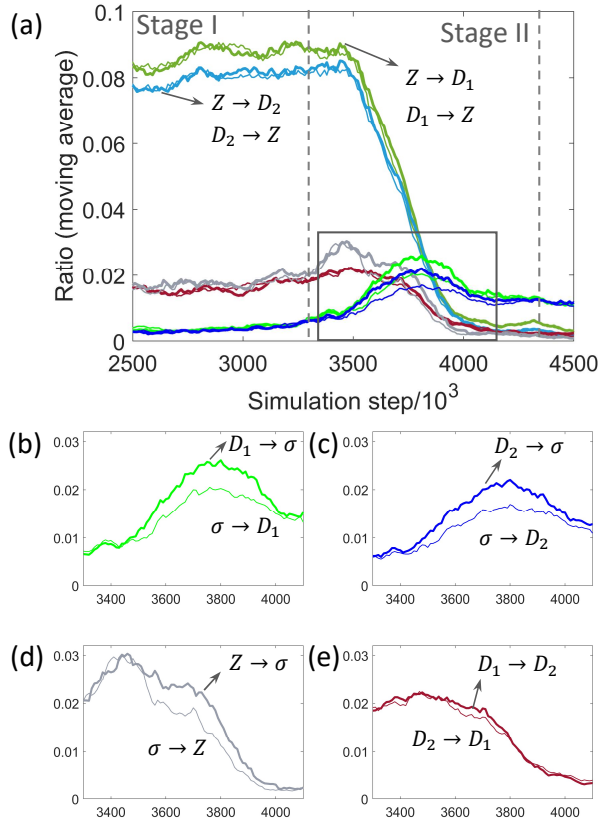 (a)
Stage I
Stage II
Z → D₂
D₂ → Z
Z → D₁
D₁ → Z
Ratio (moving average)
0.1
0.08
0.06
0.04
0.02
0
2500 3000 3500 4000 4500
Simulation step/10³
(b)
D₁ → σ
σ → D₁
0.03
0.02
0.01
0
3400 3600 3800 4000
(c)
D₂ → σ
σ → D₂
0.03
0.02
0.01
0
3400 3600 3800 4000
(d)
Z → σ
σ → Z
0.03
0.02
0.01
0
3400 3600 3800 4000
(e)
D₁ → D₂
D₂ → D₁
0.03
0.02
0.01
0
3400 3600 3800 4000